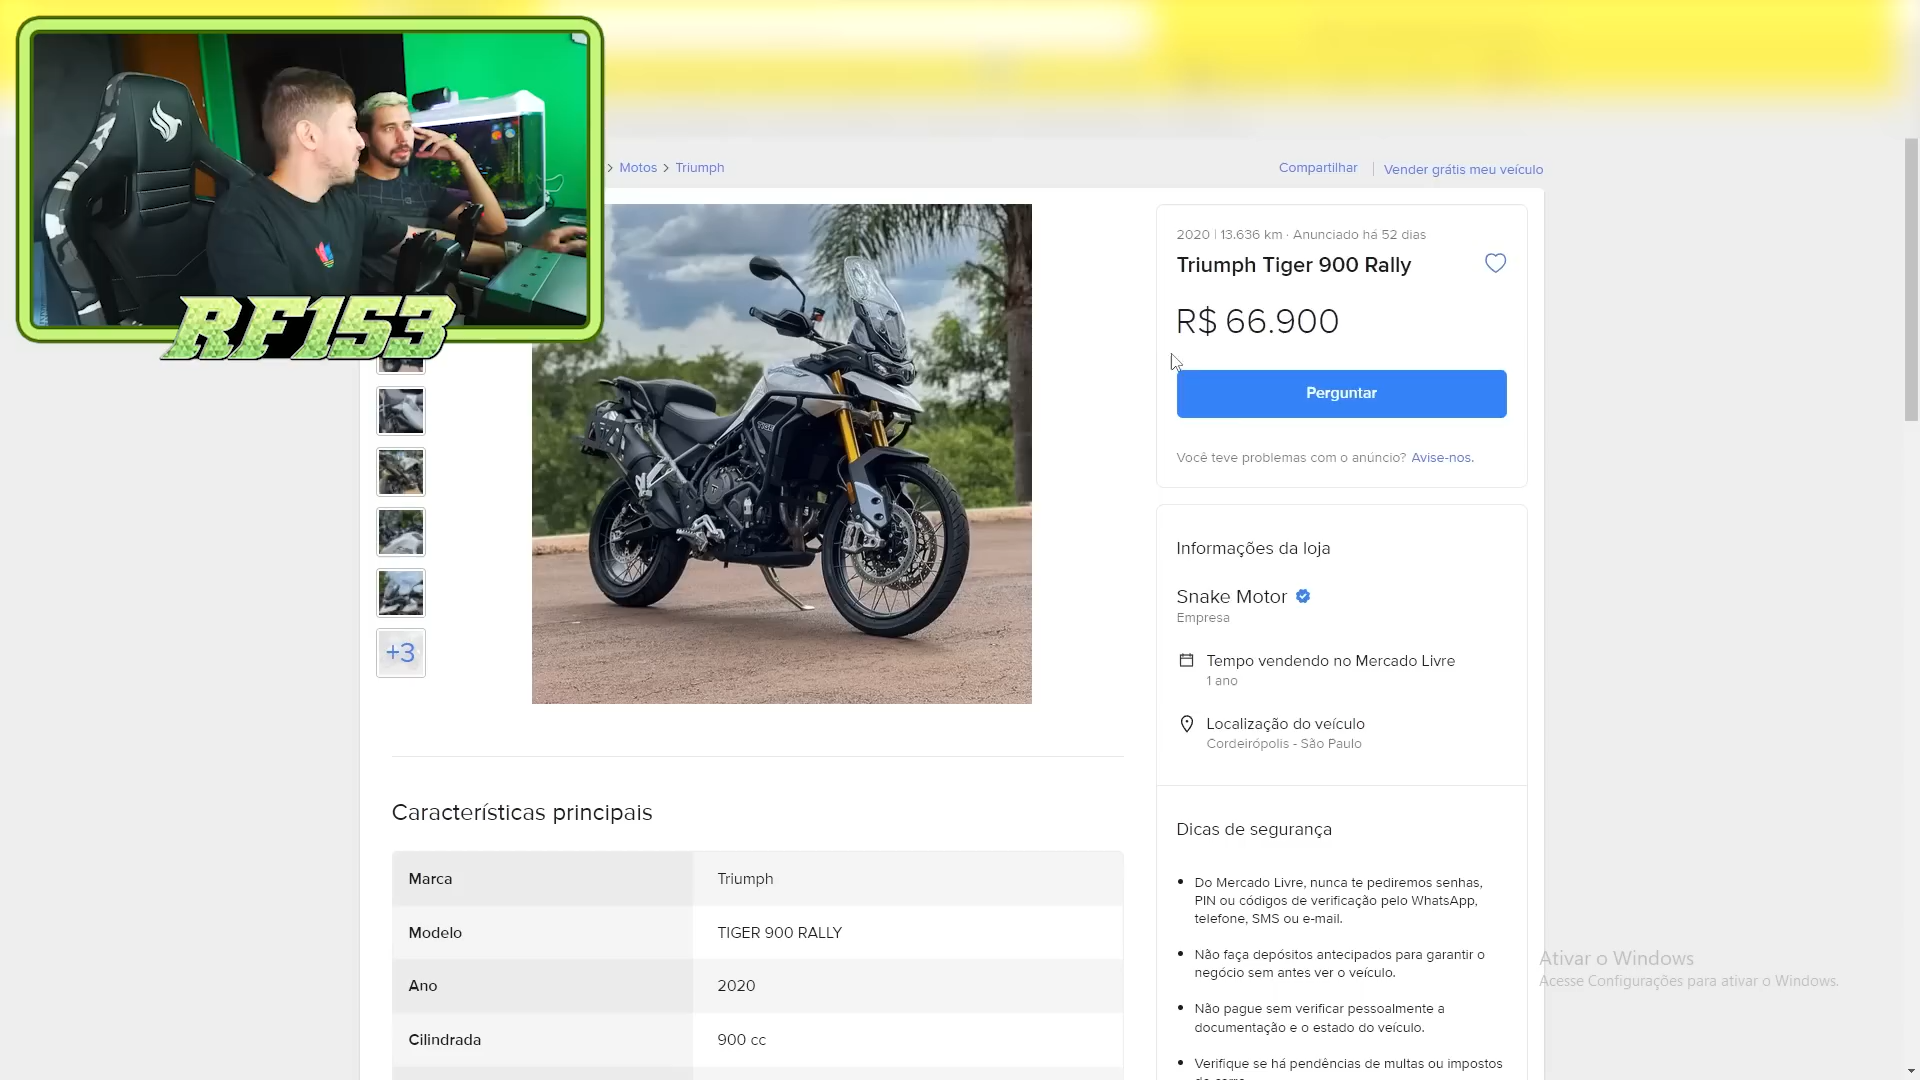 RF153
Motos > Triumph
Compartilhar | Vender grátis meu veículo
2020 | 13.636 km · Anunciado há 52 dias
Triumph Tiger 900 Rally
R$ 66.900
Perguntar
Você teve problemas com o anúncio? Avise-nos.
+3
Informações da loja
Snake Motor
Empresa
Tempo vendendo no Mercado Livre
1 ano
Localização do veículo
Cordeirópolis - São Paulo
Características principais
Marca Triumph
Modelo TIGER 900 RALLY
Ano 2020
Cilindrada 900 cc
Dicas de segurança
• Do Mercado Livre, nunca te pediremos senhas,
PIN ou códigos de verificação pelo WhatsApp,
telefone, SMS ou e-mail.
• Não faça depósitos antecipados para garantir o
negócio sem antes ver o veículo.
• Não pague sem verificar pessoalmente a
documentação e o estado do veículo.
• Verifique se há pendências de multas ou impostos
Ativar o Windows
Acesse Configurações para ativar o Windows.